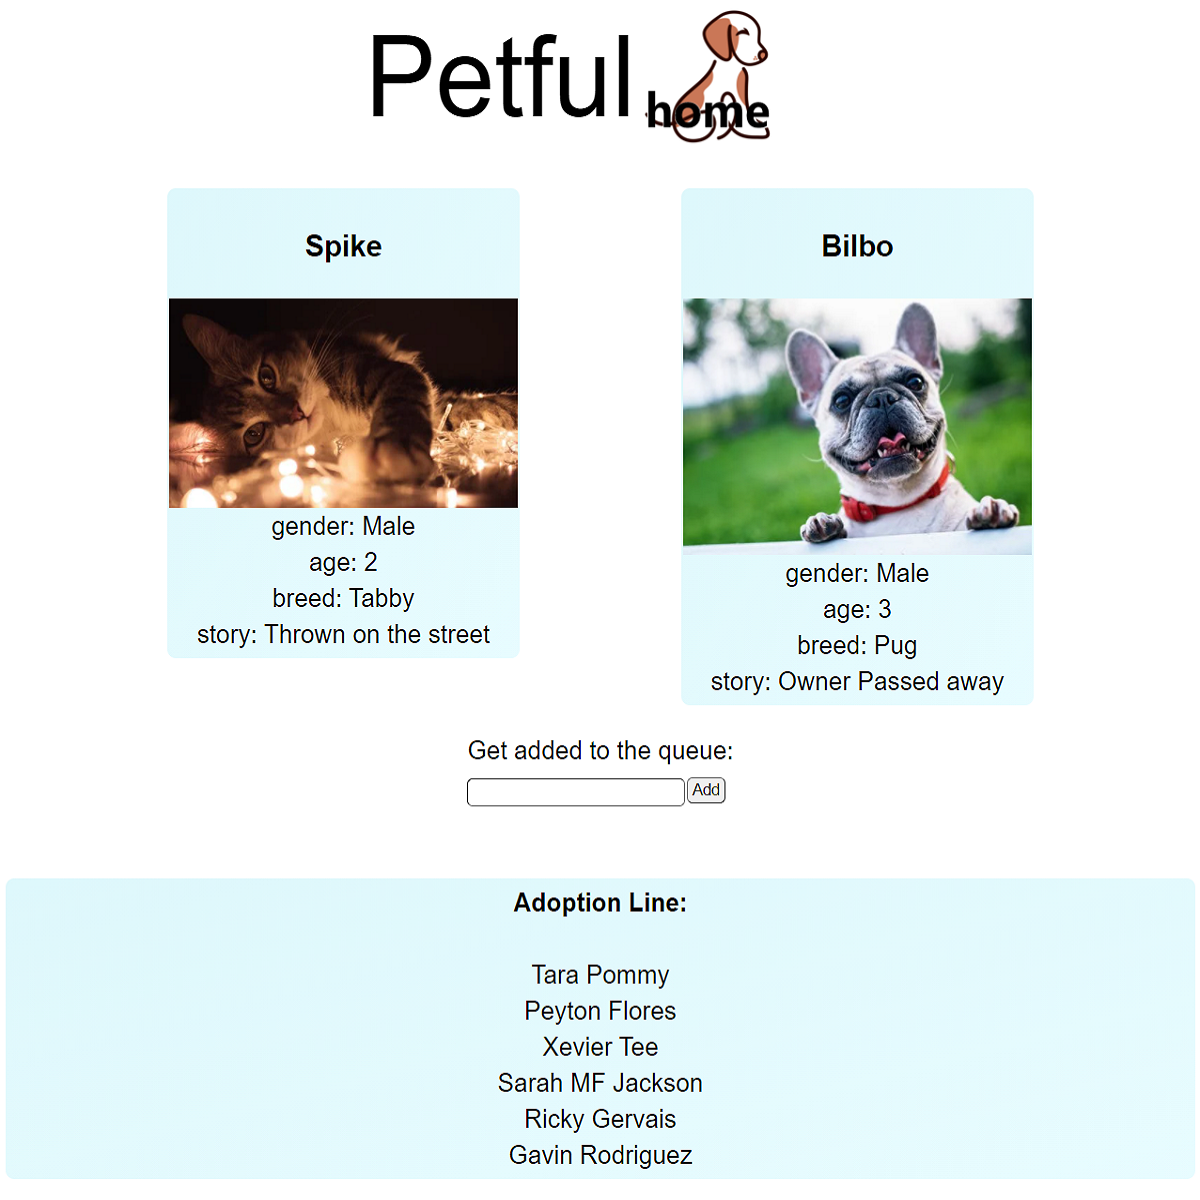 Petful
home
Spike
gender: Male
age: 2
breed: Tabby
story: Thrown on the street
Bilbo
gender: Male
age: 3
breed: Pug
story: Owner Passed away
Get added to the queue:
Add
Adoption Line:
Tara Pommy
Peyton Flores
Xevier Tee
Sarah MF Jackson
Ricky Gervais
Gavin Rodriguez